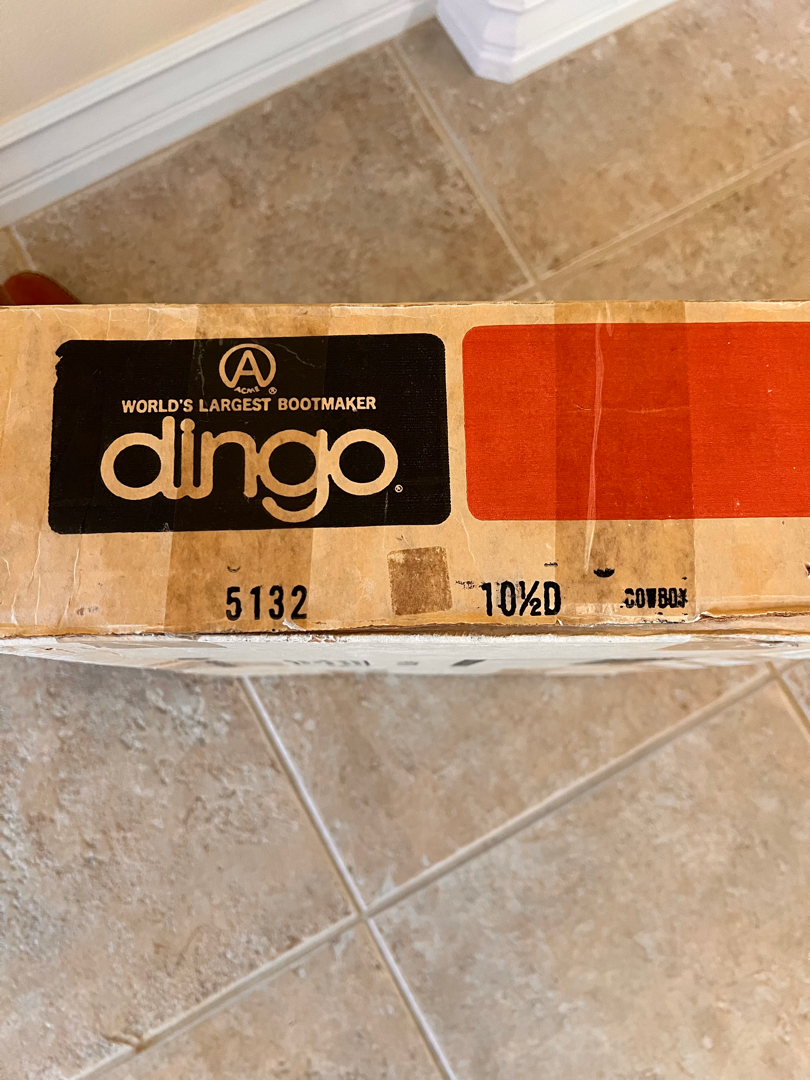 A
ACME ®
WORLD'S LARGEST BOOTMAKER
dingo®
5132 10½D COWBOY